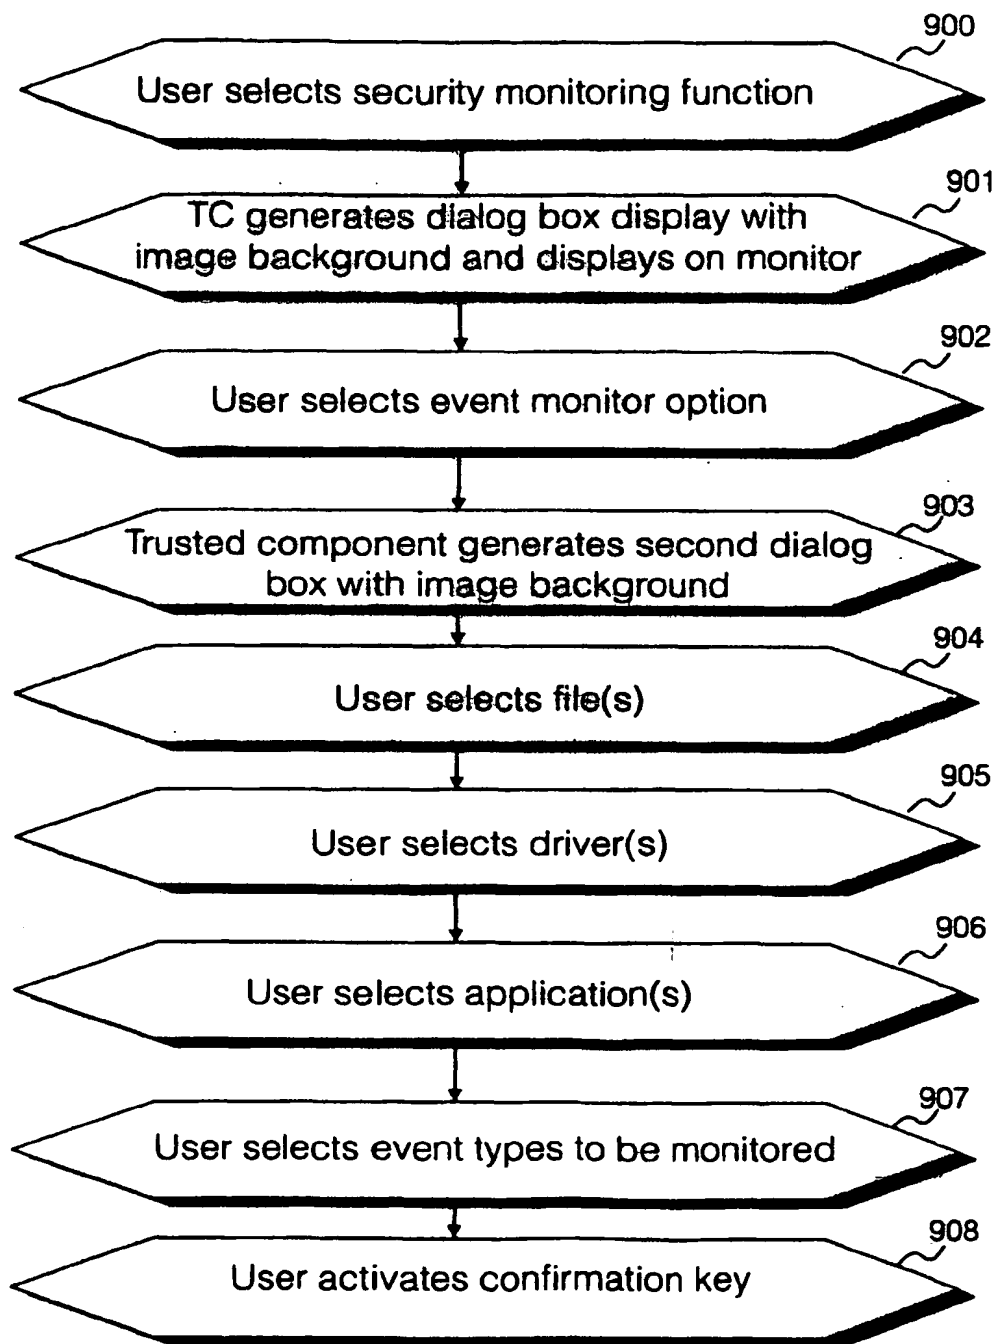 900
User selects security monitoring function
901
TC generates dialog box display with
image background and displays on monitor
902
User selects event monitor option
903
Trusted component generates second dialog
box with image background
904
User selects file(s)
905
User selects driver(s)
906
User selects application(s)
907
User selects event types to be monitored
908
User activates confirmation key